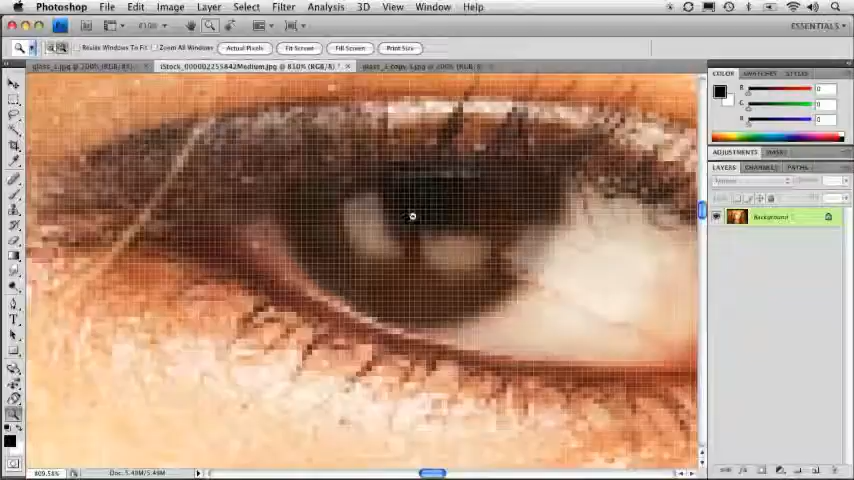 Photoshop File Edit Image Layer Select Filter Analysis 3D View Window Help
ESSENTIALS
Resize Windows To Fit Zoom All Windows Actual Pixels Fit Screen Fill Screen Print Size
iStock_000002255842Medium.jpg @ 810% (RGB/8)
COLOR SWATCHES STYLES
R 0
G 0
B 0
ADJUSTMENTS MASKS
LAYERS CHANNELS PATHS
Background
Doc: 5.49M/5.49M